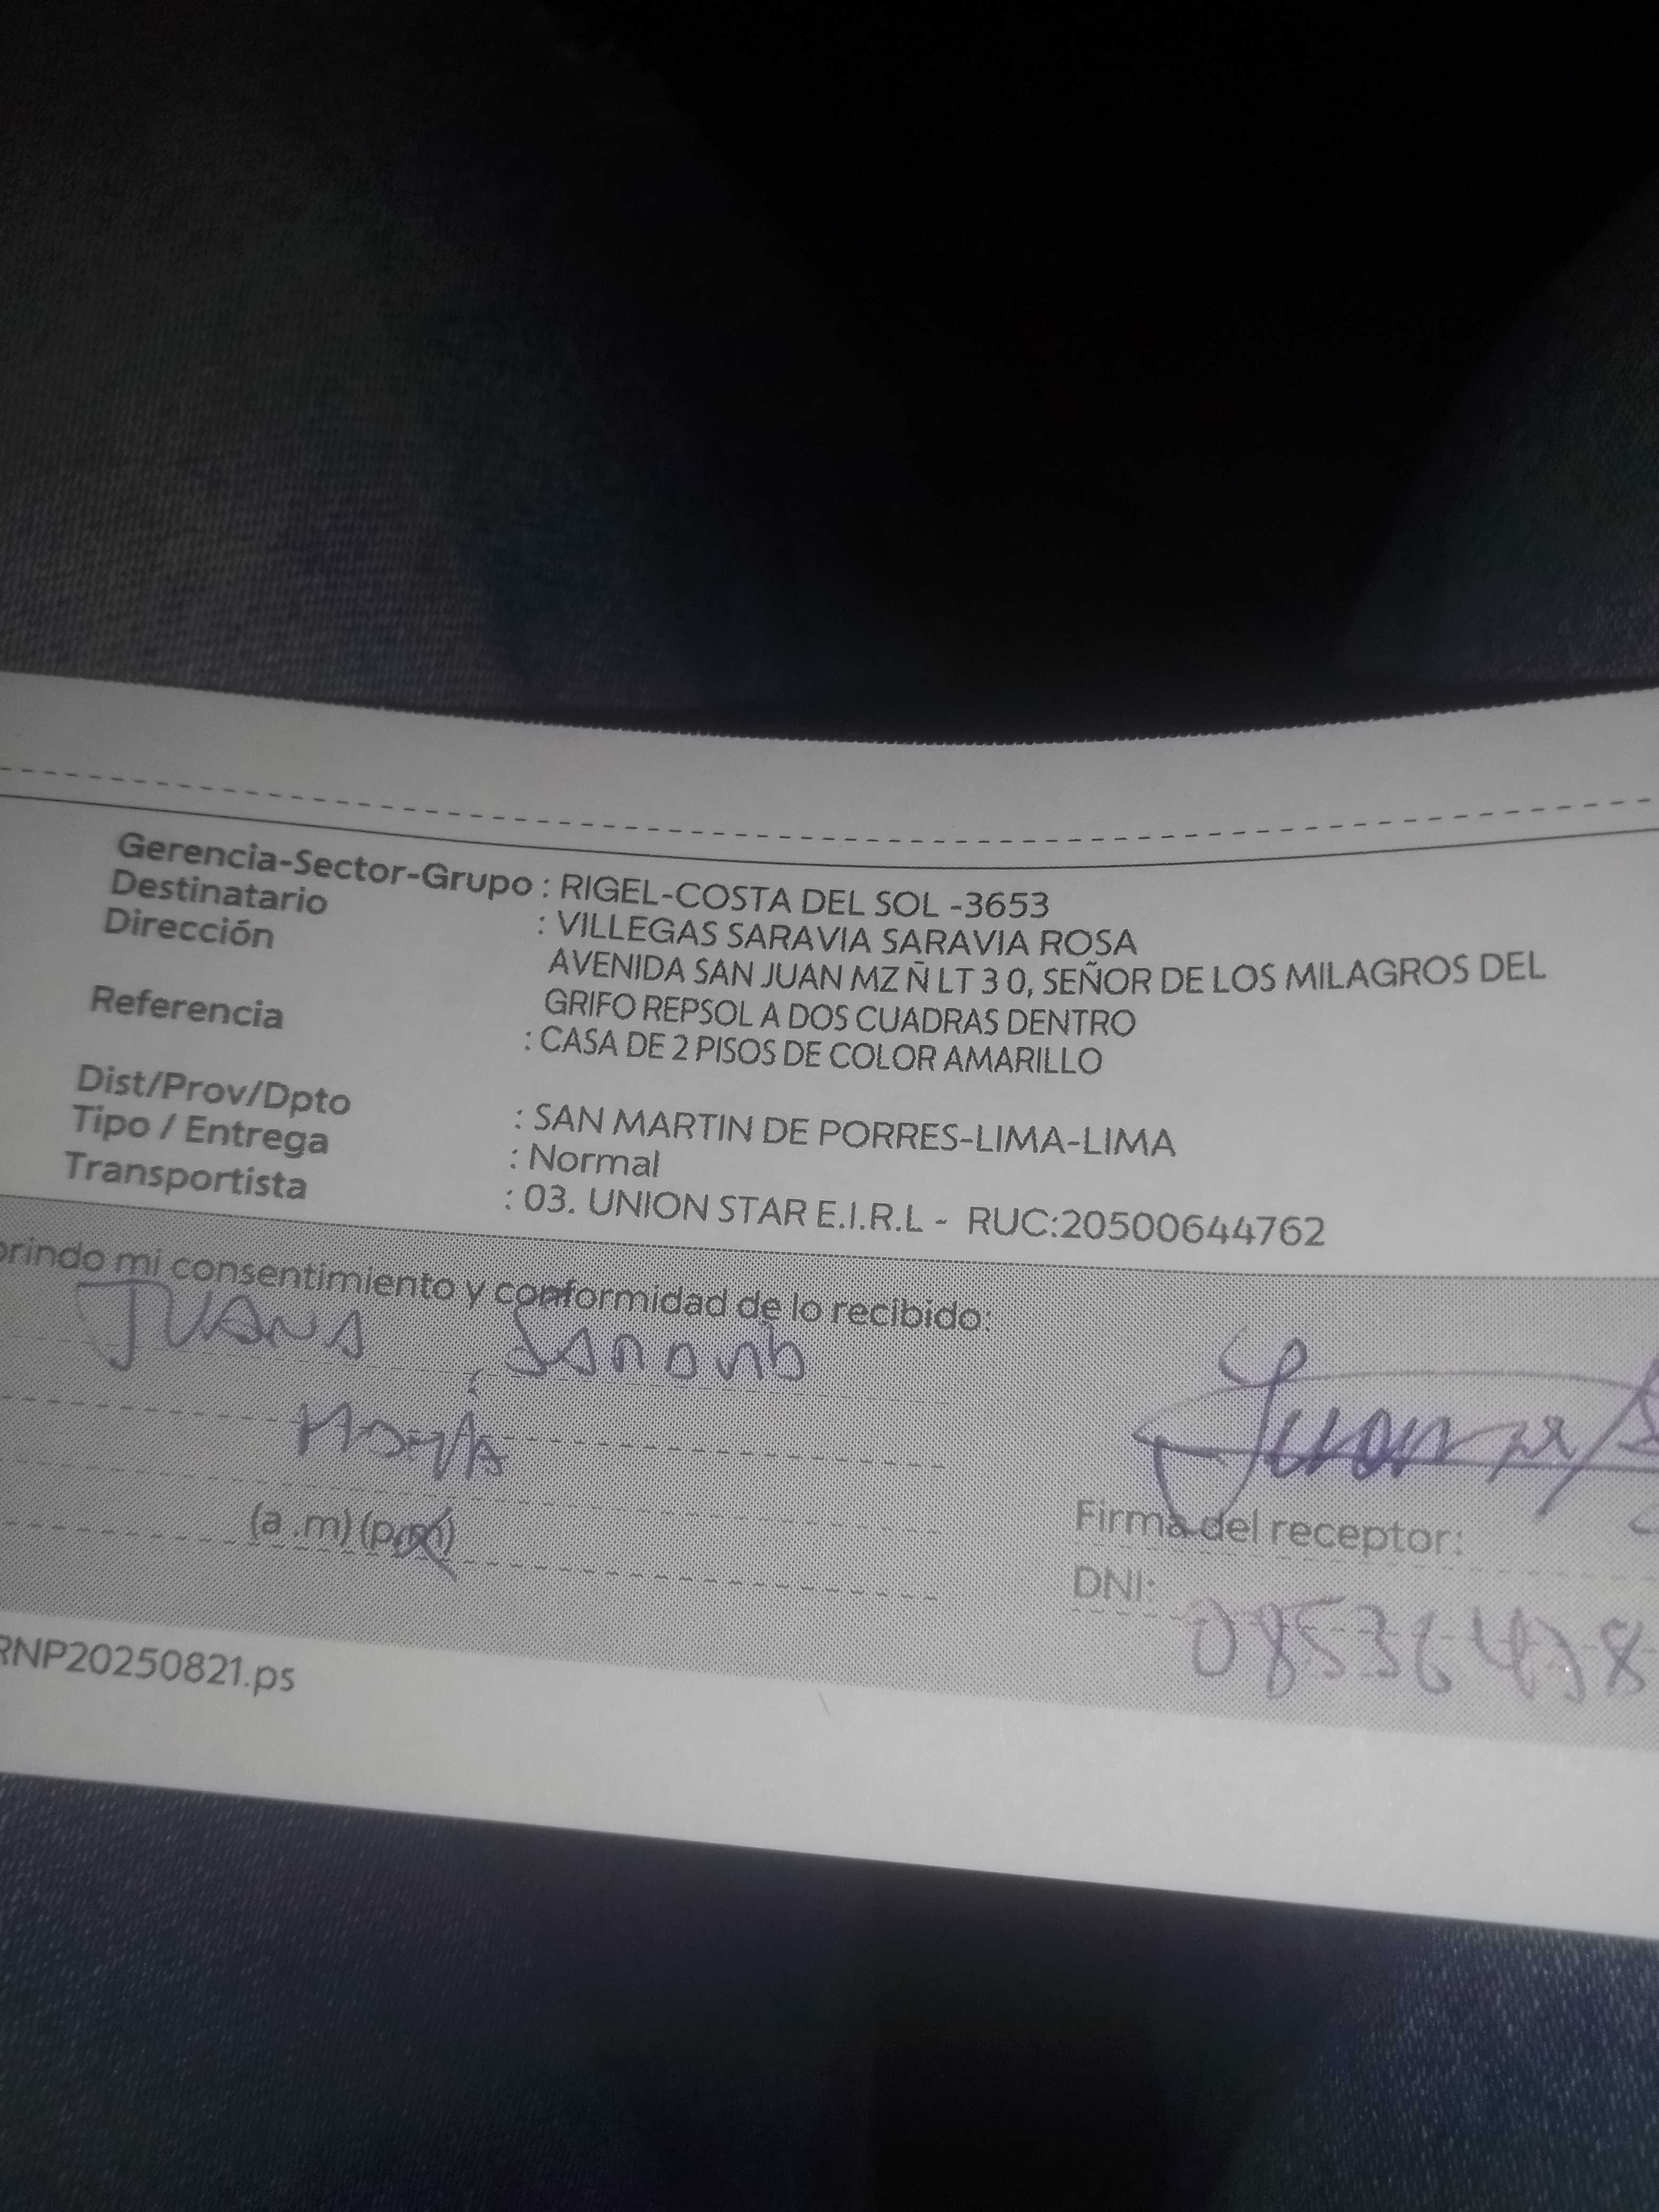 Gerencia-Sector-Grupo : RIGEL-COSTA DEL SOL -3653
Destinatario : VILLEGAS SARAVIA SARAVIA ROSA
Dirección AVENIDA SAN JUAN MZ Ñ LT 3 0, SEÑOR DE LOS MILAGROS DEL
GRIFO REPSOL A DOS CUADRAS DENTRO
Referencia : CASA DE 2 PISOS DE COLOR AMARILLO
Dist/Prov/Dpto : SAN MARTIN DE PORRES-LIMA-LIMA
Tipo / Entrega : Normal
Transportista : 03. UNION STAR E.I.R.L - RUC:20500644762
brindo mi consentimiento y conformidad de lo recibido:
JUANA
(a .m) (p.m)
Firma del receptor:
DNI:
RNP20250821.ps